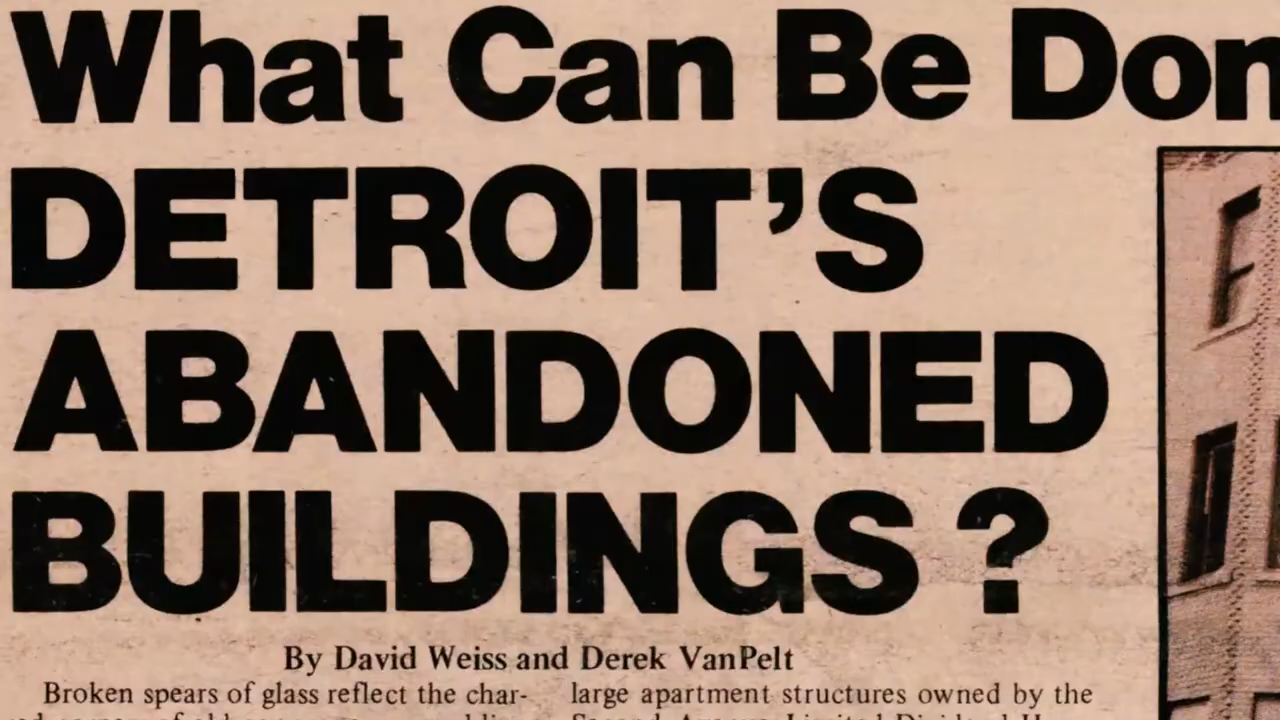 What Can Be Don
DETROIT'S
ABANDONED
BUILDINGS ?
By David Weiss and Derek VanPelt
Broken spears of glass reflect the char-
large apartment structures owned by the